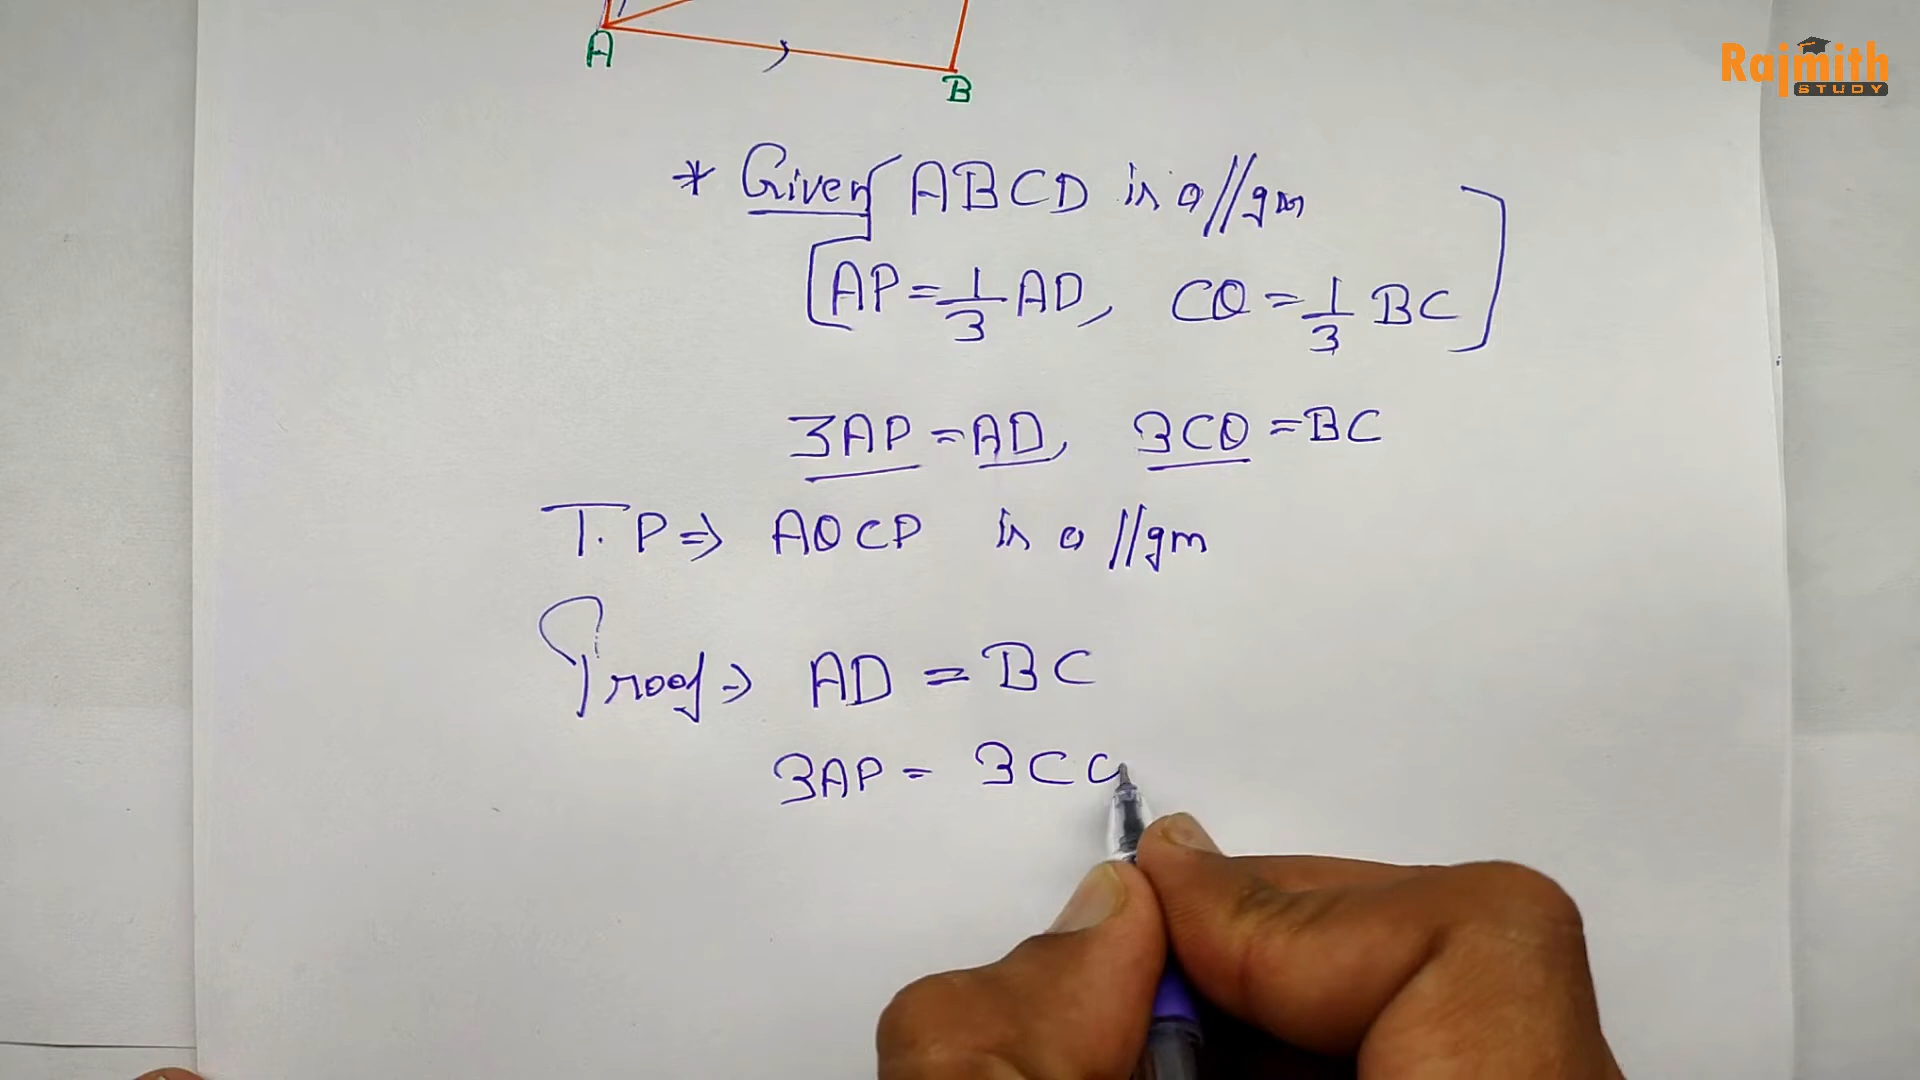 A
B
Rajmith
STUDY
* Given ABCD is a //gm
[AP = 1/3 AD, CQ = 1/3 BC]
3AP = AD, 3CQ = BC
T.P ⇒ AQCP is a //gm
Proof ⇒ AD = BC
3AP = 3CQ